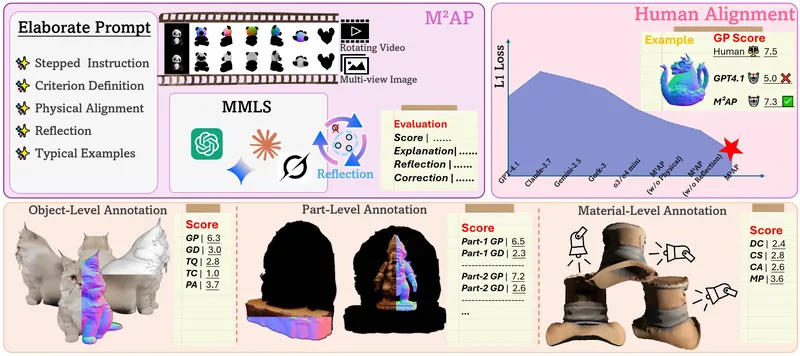 Elaborate Prompt
Stepped Instruction
Criterion Definition
Physical Alignment
Reflection
Typical Examples
M²AP
Rotating Video
Multi-view Image
MMLS
Reflection
Evaluation
Score | ......
Explanation| ......
Reflection | ......
Correction | ......
Human Alignment
L1 Loss
Example
GP Score
Human 7.5
GPT4.1 5.0
M²AP 7.3
GPT-4.1
Claude-3.7
Gemini-2.5
Gork-3
o3/o4 mini
M²AP
(w/o Physical)
M²AP
(w/o Reflection)
M²AP
Object-Level Annotation
Score
GP | 6.3
GD | 3.0
TQ | 2.8
TC | 1.0
PA | 3.7
Part-Level Annotation
Score
Part-1 GP | 6.5
Part-1 GD | 2.3
--------------------
Part-2 GP | 7.2
Part-2 GD | 2.6
--------------------
...
Material-Level Annotation
Score
DC | 2.4
CS | 2.8
CA | 2.6
MP | 3.6